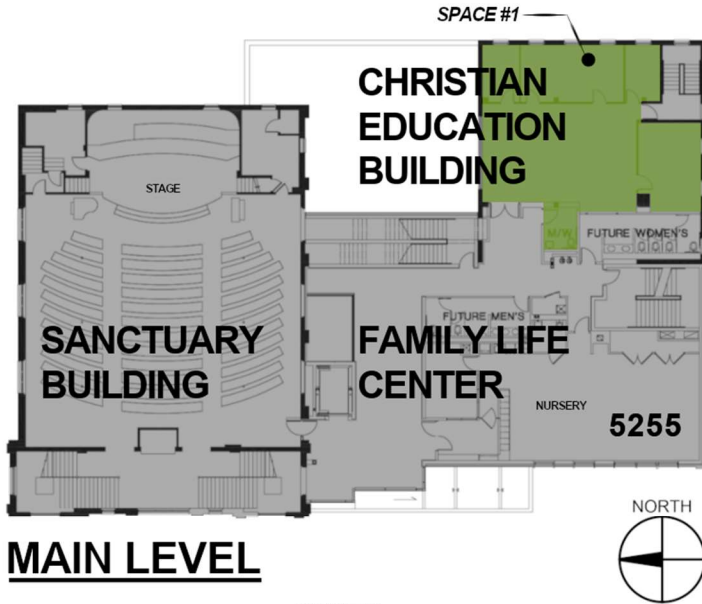 SPACE #1
CHRISTIAN
EDUCATION
BUILDING
STAGE
M/W
FUTURE WOMEN'S
FUTURE MEN'S
SANCTUARY
BUILDING
FAMILY LIFE
CENTER
NURSERY
5255
NORTH
MAIN LEVEL